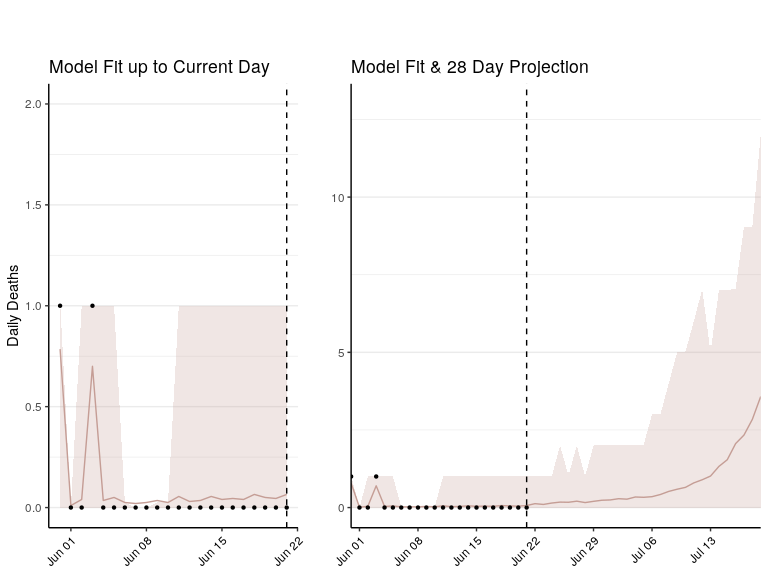 Model Fit up to Current Day
Daily Deaths
2.0
1.5
1.0
0.5
0.0
Jun 01
Jun 08
Jun 15
Jun 22
Model Fit & 28 Day Projection
10
5
0
Jun 01
Jun 08
Jun 15
Jun 22
Jun 29
Jul 06
Jul 13